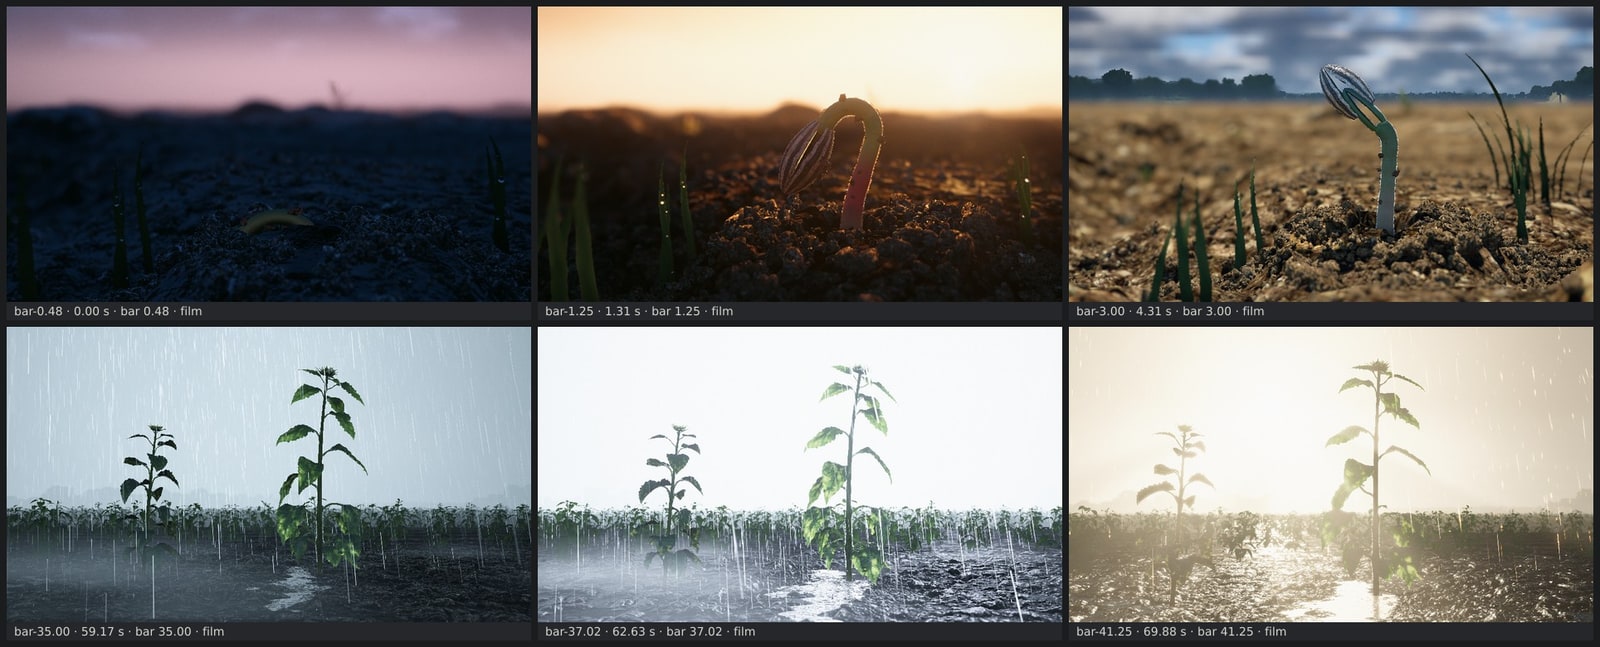 bar-0.48 · 0.00 s · bar 0.48 · film
bar-1.25 · 1.31 s · bar 1.25 · film
bar-3.00 · 4.31 s · bar 3.00 · film
bar-35.00 · 59.17 s · bar 35.00 · film
bar-37.02 · 62.63 s · bar 37.02 · film
bar-41.25 · 69.88 s · bar 41.25 · film